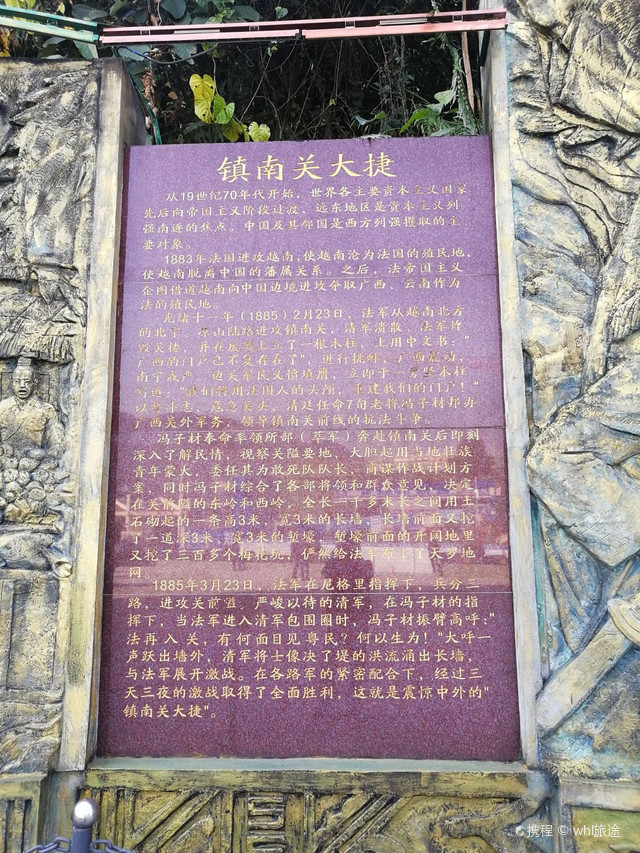 镇南关大捷
从19世纪70年代开始，世界各主要资本主义国家
先后向帝国主义阶段过渡，远东地区是资本主义列
强南逐的焦点。中国及其邻国是西方列强攫取的主
要对象。
1883年法国进攻越南；使越南沦为法国的殖民地，
使越南脱离中国的藩属关系。之后，法帝国主义
企图借道越南向中国边境进攻夺取广西、云南作为
法的殖民地。
光绪十一年（1885）2月23日，法军从越南北方
的北宁、谅山陆路进攻镇南关，清军溃散，法军炸
毁关楼，并在废墟上立了一根木柱，上用中文书："
广西的门户已不复存在了"，进行挑衅，广西震动，
南宁戒严。边关军民义愤填膺，立即于一旁竖木柱
写道："我们将用法国人的头颅，重建我们的门户！"
以誓斗志。危急关头，清廷任命7旬老将冯子材帮办
广西关外军务，领导镇南关前线的抗法斗争。
冯子材奉命率领所部（萃军）奔赴镇南关后即刻
深入了解民情，视察关隘要地、大胆起用当地壮族
青年蒙大，委任其为敢死队队长，商谋作战计划方
案，同时冯子材综合了各部将领和群众意见，决定
在关前隘的东岭和西岭，全长一千多米长之间用土
石砌起的一条高3米，宽3米的长墙，长墙前面又挖
了一道深3米、宽3米的堑壕，堑壕前面的开阔地里
又挖了三百多个梅花坑，俨然给法军布下了天罗地
网。
1885年3月23日，法军在尼格里指挥下，兵分三
路，进攻关前隘。严峻以待的清军，在冯子材的指
挥下，当法军进入清军包围圈时，冯子材振臂高呼："
法再入关，有何面目见粤民？何以生为！"大呼一
声跃出墙外，清军将士像决了堤的洪流涌出长墙，
与法军展开激战。在各路军的紧密配合下，经过三
天三夜的激战取得了全面胜利，这就是震惊中外的"
镇南关大捷"。
携程 © whl旅途